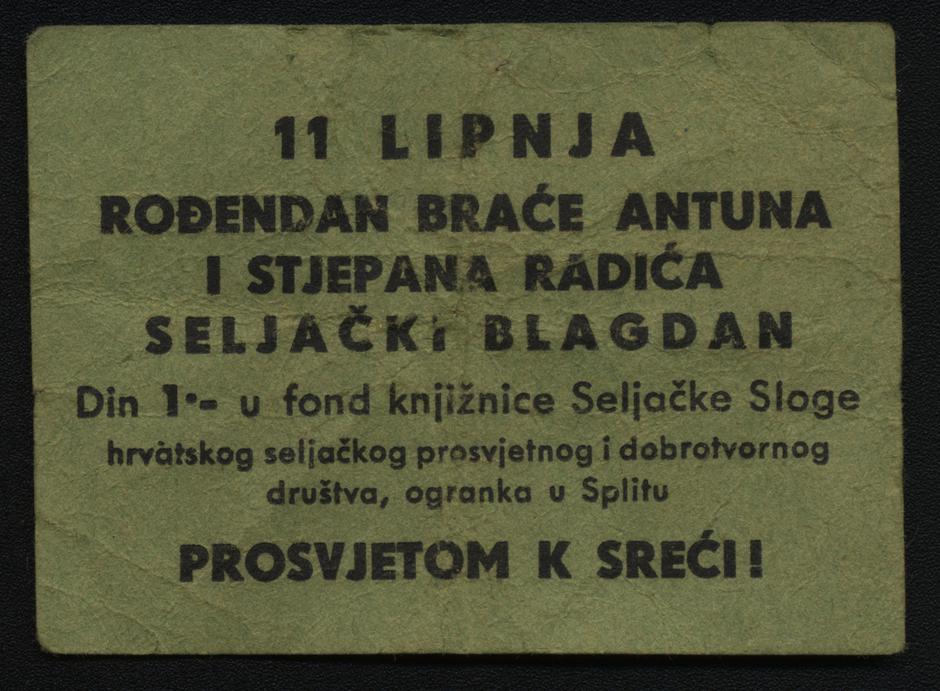 11 LIPNJA
ROĐENDAN BRAĆE ANTUNA
I STJEPANA RADIĆA
SELJAČKI BLAGDAN
Din 1·– u fond knjižnice Seljačke Sloge
hrvatskog seljačkog prosvjetnog i dobrotvornog
društva, ogranka u Splitu
PROSVJETOM K SREĆI!